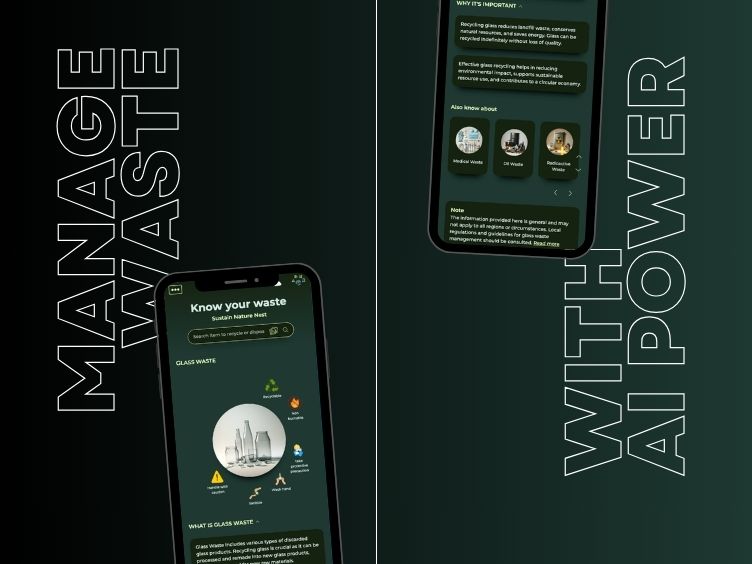 MANAGE
WASTE
Know your waste
Sustain Nature Nest
Search item to recycle or dispos
GLASS WASTE
Recyclable
Non
burnable
Take
protective
precaution
Wash hand
Sterilize
Handle with
caution
WHAT IS GLASS WASTE
Glass Waste includes various types of discarded
glass products. Recycling glass is crucial as it can be
processed and remade into new glass products,
raw materials.
WHY IT'S IMPORTANT
Recycling glass reduces landfill waste, conserves
natural resources, and saves energy. Glass can be
recycled indefinitely without loss of quality.
Effective glass recycling helps in reducing
environmental impact, supports sustainable
resource use, and contributes to a circular economy.
Also know about
Medical Waste
Oil Waste
Radioactive
Waste
Note
The information provided here is general and may
not apply to all regions or circumstances. Local
regulations and guidelines for glass waste
management should be consulted. Read more
WITH
AI POWER